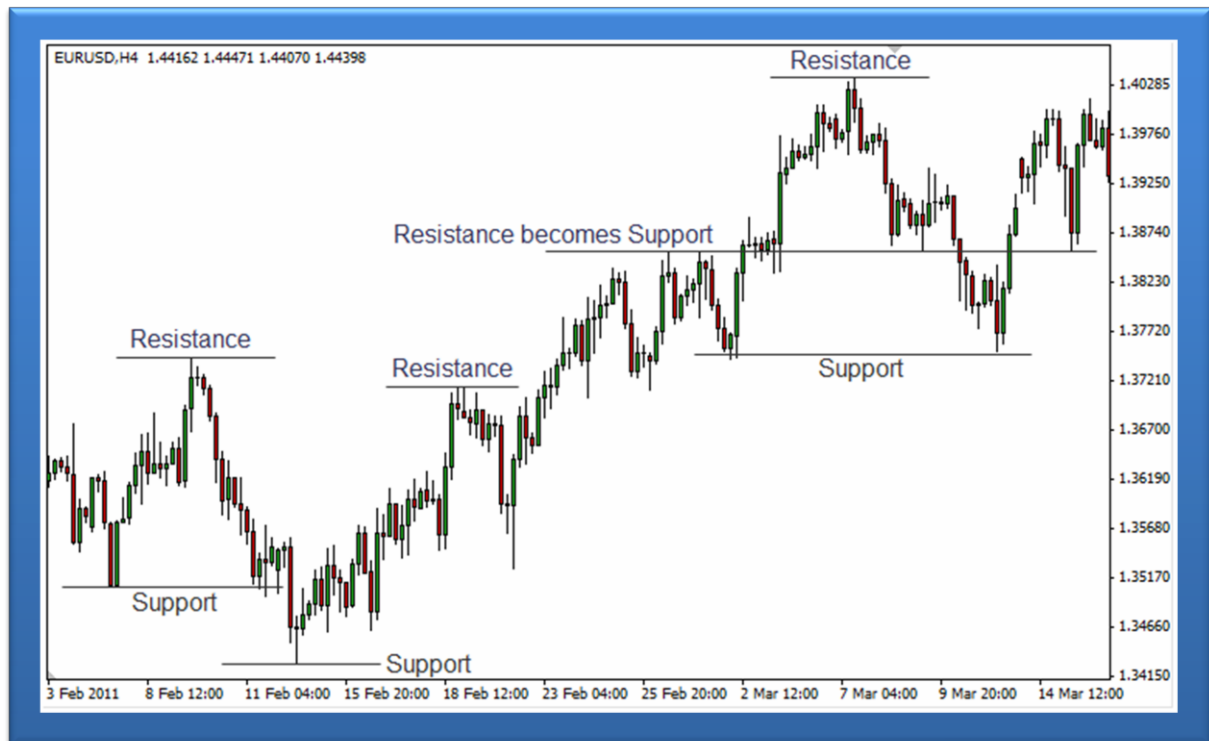 EURUSD,H4 1.44162 1.44471 1.44070 1.44398
Resistance
1.40285
1.39760
1.39250
Resistance becomes Support
1.38740
1.38230
Resistance
1.37720
Resistance
Support
1.37210
1.36700
1.36190
1.35680
1.35170
Support
1.34660
Support
1.34150
3 Feb 2011 8 Feb 12:00 11 Feb 04:00 15 Feb 20:00 18 Feb 12:00 23 Feb 04:00 25 Feb 20:00 2 Mar 12:00 7 Mar 04:00 9 Mar 20:00 14 Mar 12:00